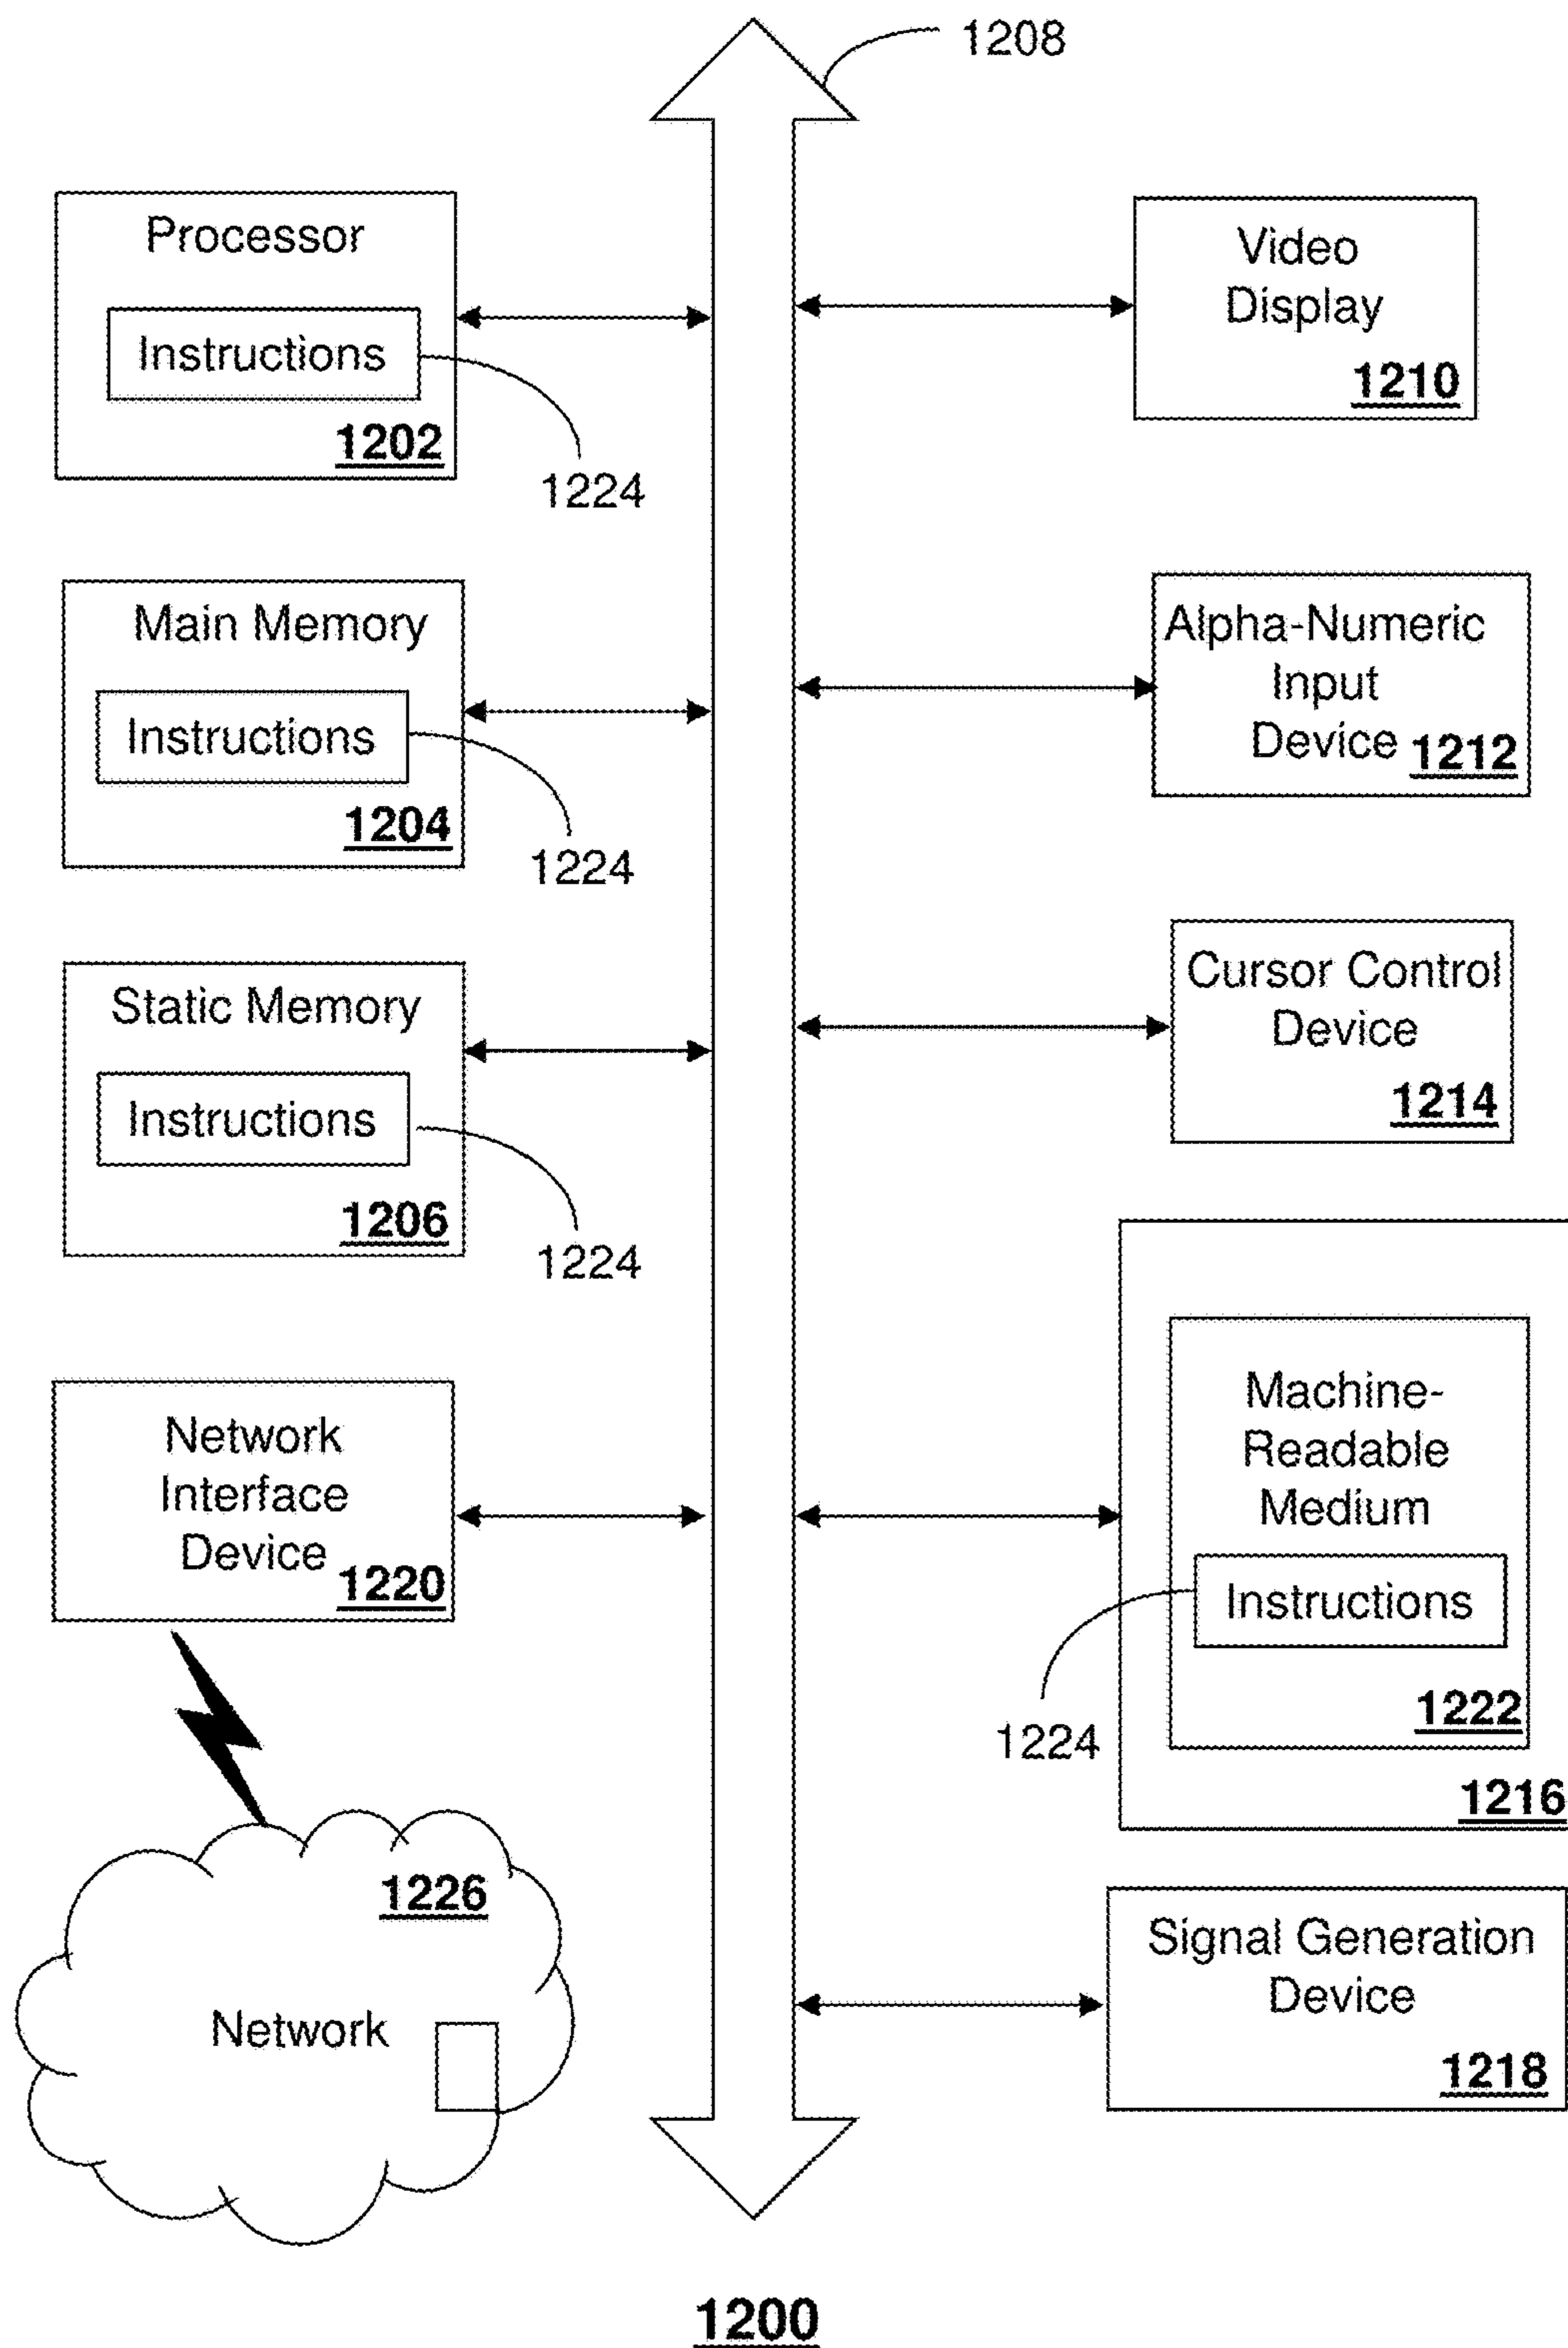 1208
Processor
Instructions
1202
1224
Main Memory
Instructions
1204
1224
Static Memory
Instructions
1206
1224
Network
Interface
Device
1220
1226
Network
Video
Display
1210
Alpha-Numeric
Input
Device 1212
Cursor Control
Device
1214
Machine-
Readable
Medium
Instructions
1222
1224
1216
Signal Generation
Device
1218
1200